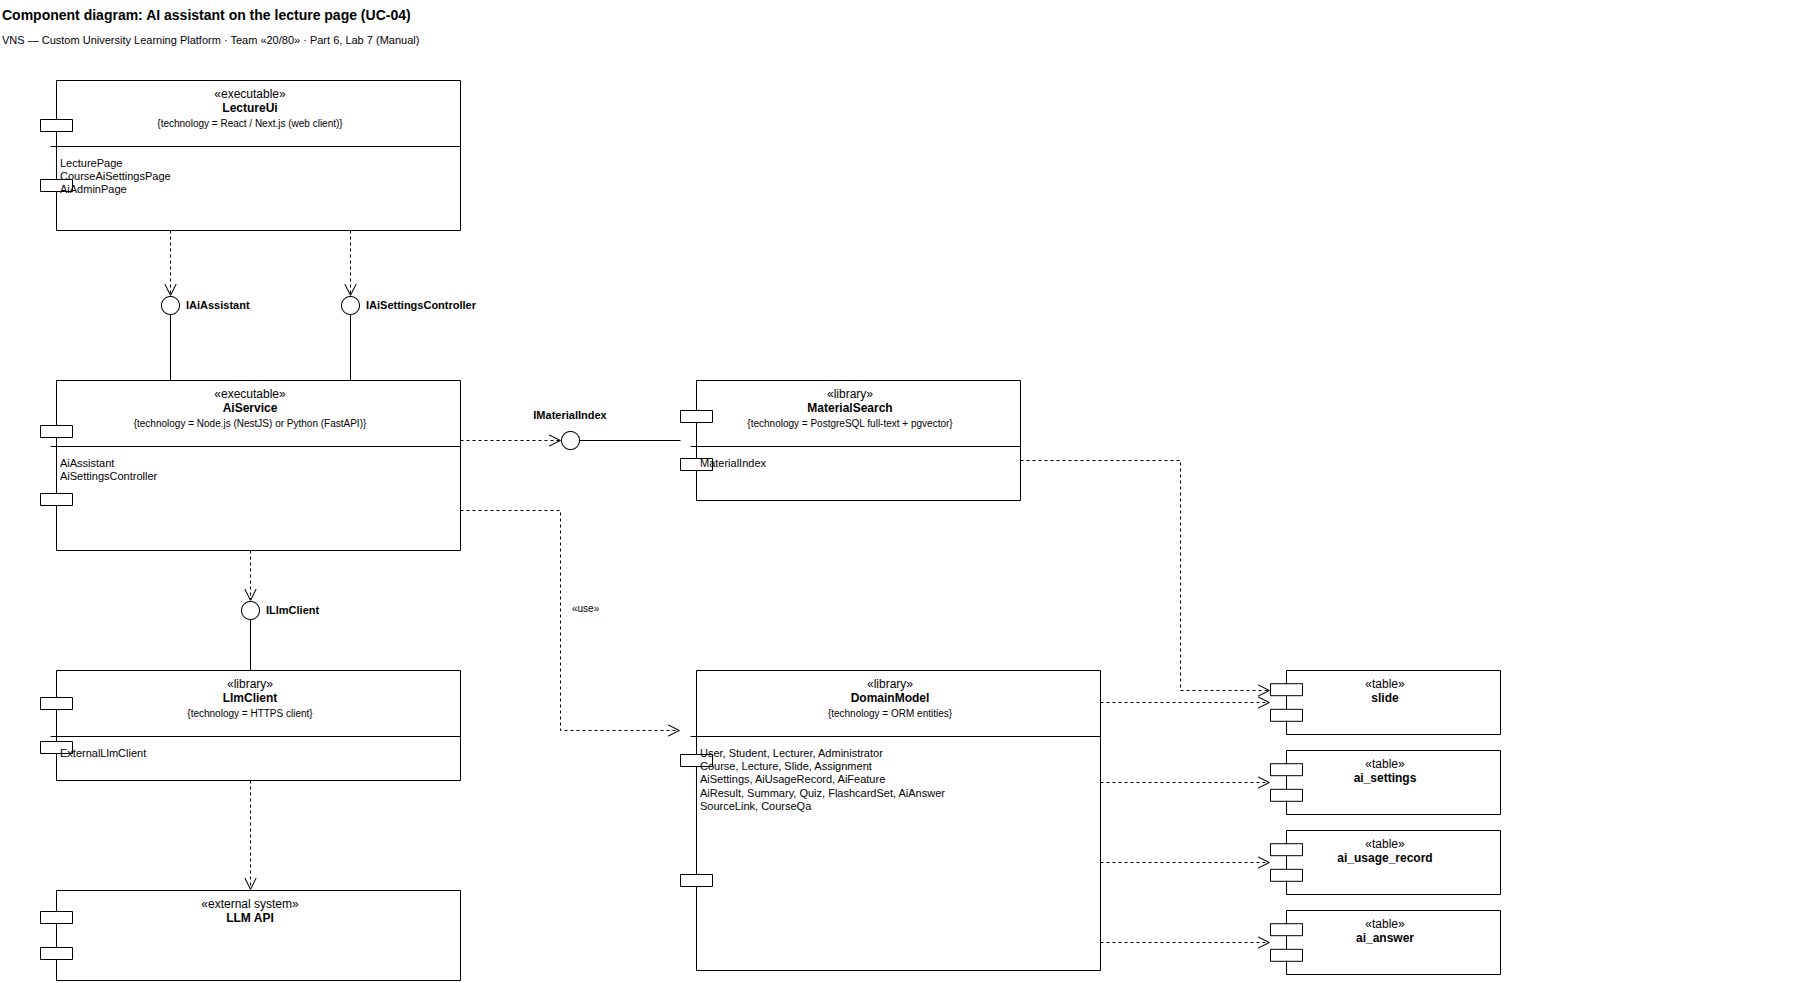 Component diagram: AI assistant on the lecture page (UC-04)
VNS — Custom University Learning Platform · Team «20/80» · Part 6, Lab 7 (Manual)
«executable»
LectureUi
{technology = React / Next.js (web client)}
LecturePage
CourseAiSettingsPage
AiAdminPage
IAiAssistant
IAiSettingsController
«executable»
AiService
{technology = Node.js (NestJS) or Python (FastAPI)}
AiAssistant
AiSettingsController
IMaterialIndex
«library»
MaterialSearch
{technology = PostgreSQL full-text + pgvector}
MaterialIndex
«use»
ILlmClient
«library»
LlmClient
{technology = HTTPS client}
ExternalLlmClient
«library»
DomainModel
{technology = ORM entities}
User, Student, Lecturer, Administrator
Course, Lecture, Slide, Assignment
AiSettings, AiUsageRecord, AiFeature
AiResult, Summary, Quiz, FlashcardSet, AiAnswer
SourceLink, CourseQa
«table»
slide
«table»
ai_settings
«table»
ai_usage_record
«table»
ai_answer
«external system»
LLM API